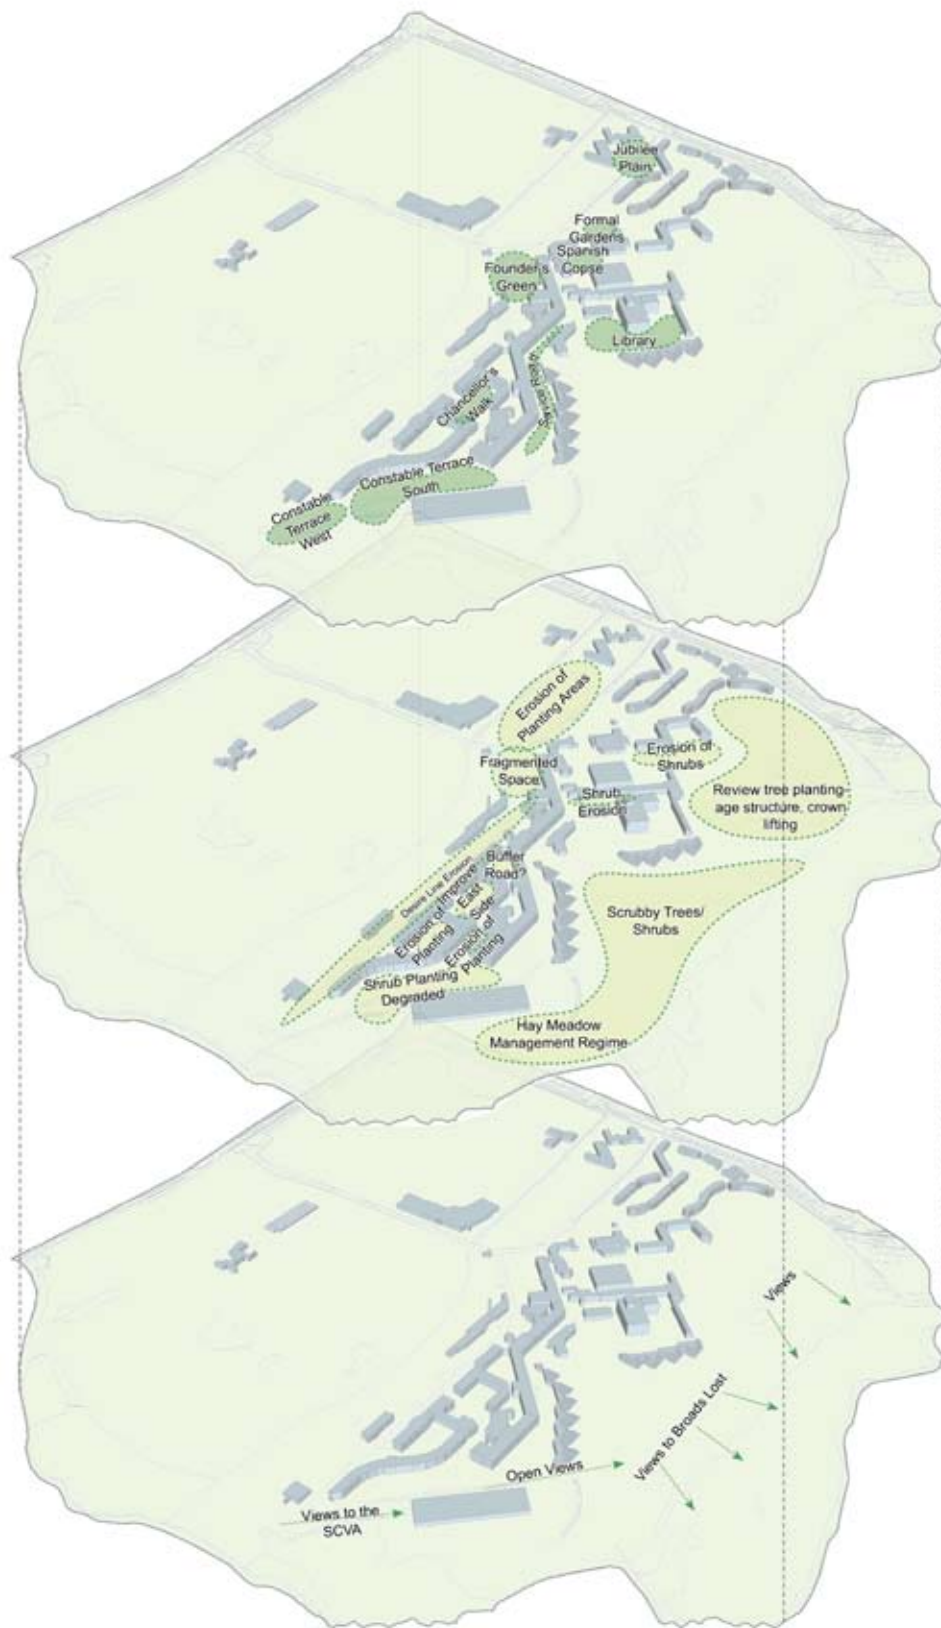 Jubilee
Plain
Formal
Gardens
Spanish
Copse
Founder's
Green
Library
Service Road
Chancellor's
Walk
Constable Terrace
South
Constable
Terrace
West
Erosion of
Planting Areas
Fragmented
Space
Erosion of
Shrubs
Shrub
Erosion
Review tree planting-
age structure, crown
lifting
Buffer
Road?
Desire Line Erosion
Improve
East
Side
Erosion of
Planting
Erosion of
Planting
Scrubby Trees/
Shrubs
Shrub Planting
Degraded
Hay Meadow
Management Regime
Views
Views to Broads Lost
Open Views
Views to the
SCVA